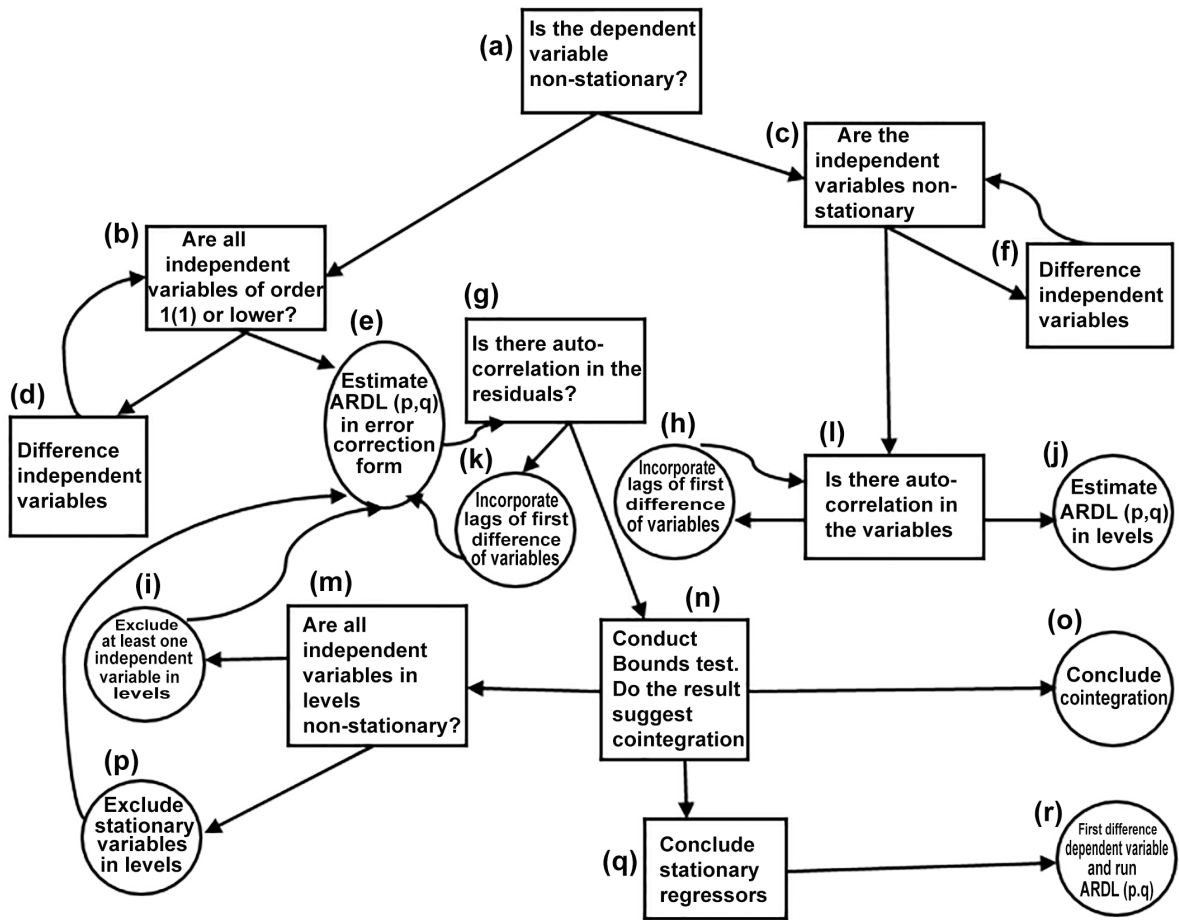 (a)
Is the dependent
variable
non-stationary?
(c)
Are the
independent
variables non-
stationary
(b)
Are all
independent
variables of order
1(1) or lower?
(f)
Difference
independent
variables
(d)
Difference
independent
variables
(e)
Estimate
ARDL (p,q)
in error
correction
form
(g)
Is there auto-
correlation in the
residuals?
(k)
Incorporate
lags of first
difference
of variables
(h)
Incorporate
lags of first
difference
of variables
(l)
Is there auto-
correlation in
the variables
(j)
Estimate
ARDL (p,q)
in levels
(i)
Exclude
at least one
independent
variable in
levels
(m)
Are all
independent
variables in
levels
non-stationary?
(n)
Conduct
Bounds test.
Do the result
suggest
cointegration
(o)
Conclude
cointegration
(p)
Exclude
stationary
variables
in levels
(q)
Conclude
stationary
regressors
(r)
First difference
dependent variable
and run
ARDL (p.q)